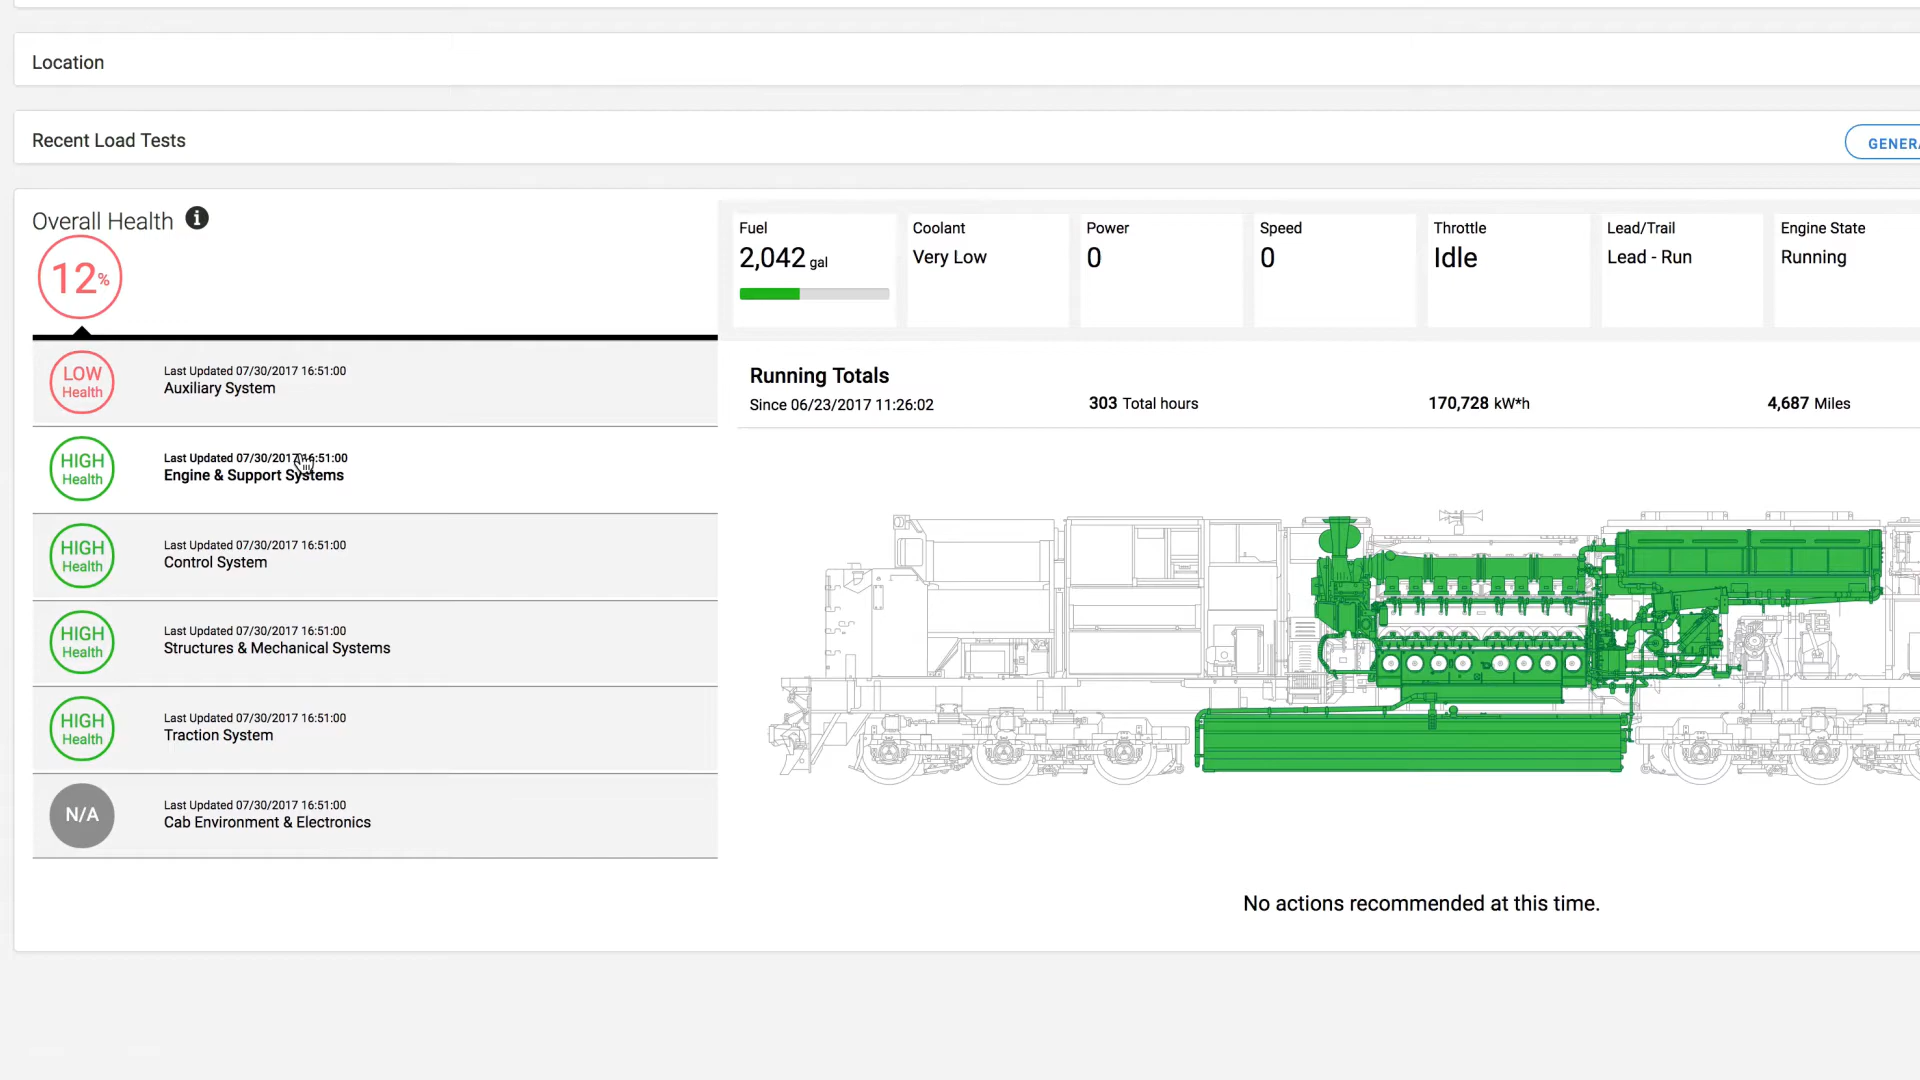 Location
Recent Load Tests
GENERA
Overall Health
12%
Fuel
2,042 gal
Coolant
Very Low
Power
0
Speed
0
Throttle
Idle
Lead/Trail
Lead - Run
Engine State
Running
LOW
Health
Last Updated 07/30/2017 16:51:00
Auxiliary System
Running Totals
Since 06/23/2017 11:26:02
303 Total hours
170,728 kW*h
4,687 Miles
HIGH
Health
Last Updated 07/30/2017 16:51:00
Engine & Support Systems
HIGH
Health
Last Updated 07/30/2017 16:51:00
Control System
HIGH
Health
Last Updated 07/30/2017 16:51:00
Structures & Mechanical Systems
HIGH
Health
Last Updated 07/30/2017 16:51:00
Traction System
N/A
Last Updated 07/30/2017 16:51:00
Cab Environment & Electronics
No actions recommended at this time.